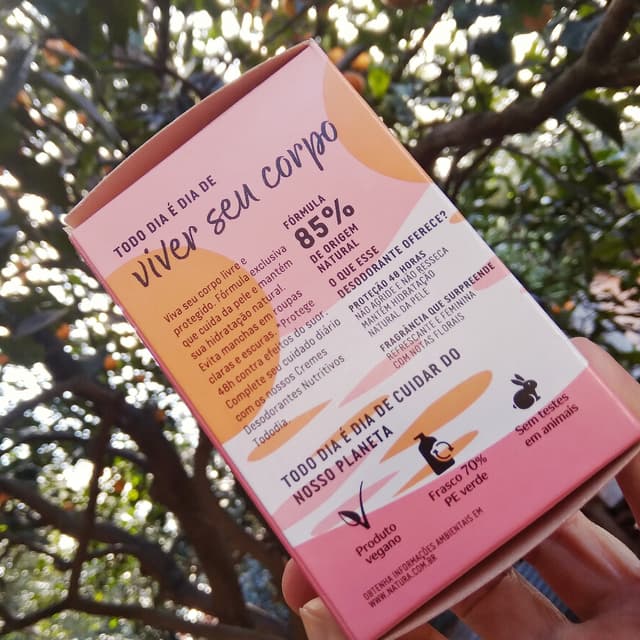 TODO DIA É DIA DE
viver seu corpo
Viva seu corpo livre e
protegido. Fórmula exclusiva
que cuida da pele e mantém
sua hidratação natural.
Evita manchas em roupas
claras e escuras. Protege
48h contra efeitos do suor.
Complete seu cuidado diário
com os nossos Cremes
Desodorantes Nutritivos
Tododia.
FÓRMULA
85%
DE ORIGEM
NATURAL
O QUE ESSE
DESODORANTE OFERECE?
PROTEÇÃO 48 HORAS
NÃO ARDE E NÃO RESSECA
MANTÉM HIDRATAÇÃO
NATURAL DA PELE
FRAGRÂNCIA QUE SURPREENDE
REFRESCANTE E FEMININA
COM NOTAS FLORAIS
TODO DIA É DIA DE CUIDAR DO
NOSSO PLANETA
Produto
vegano
Frasco 70%
PE verde
Sem testes
em animais
OBTENHA INFORMAÇÕES AMBIENTAIS EM
WWW.NATURA.COM.BR